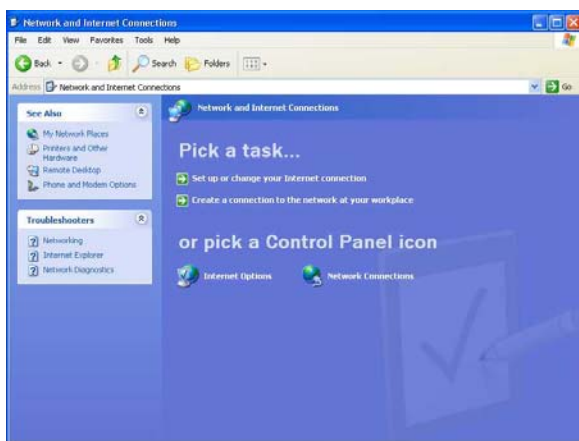 Network and Internet Connections
File Edit View Favorites Tools Help
Back Search Folders
Address Network and Internet Connections Go
See Also
My Network Places
Printers and Other
Hardware
Remote Desktop
Phone and Modem Options
Troubleshooters
Networking
Internet Explorer
Network Diagnostics
Network and Internet Connections
Pick a task...
Set up or change your Internet connection
Create a connection to the network at your workplace
or pick a Control Panel icon
Internet Options
Network Connections